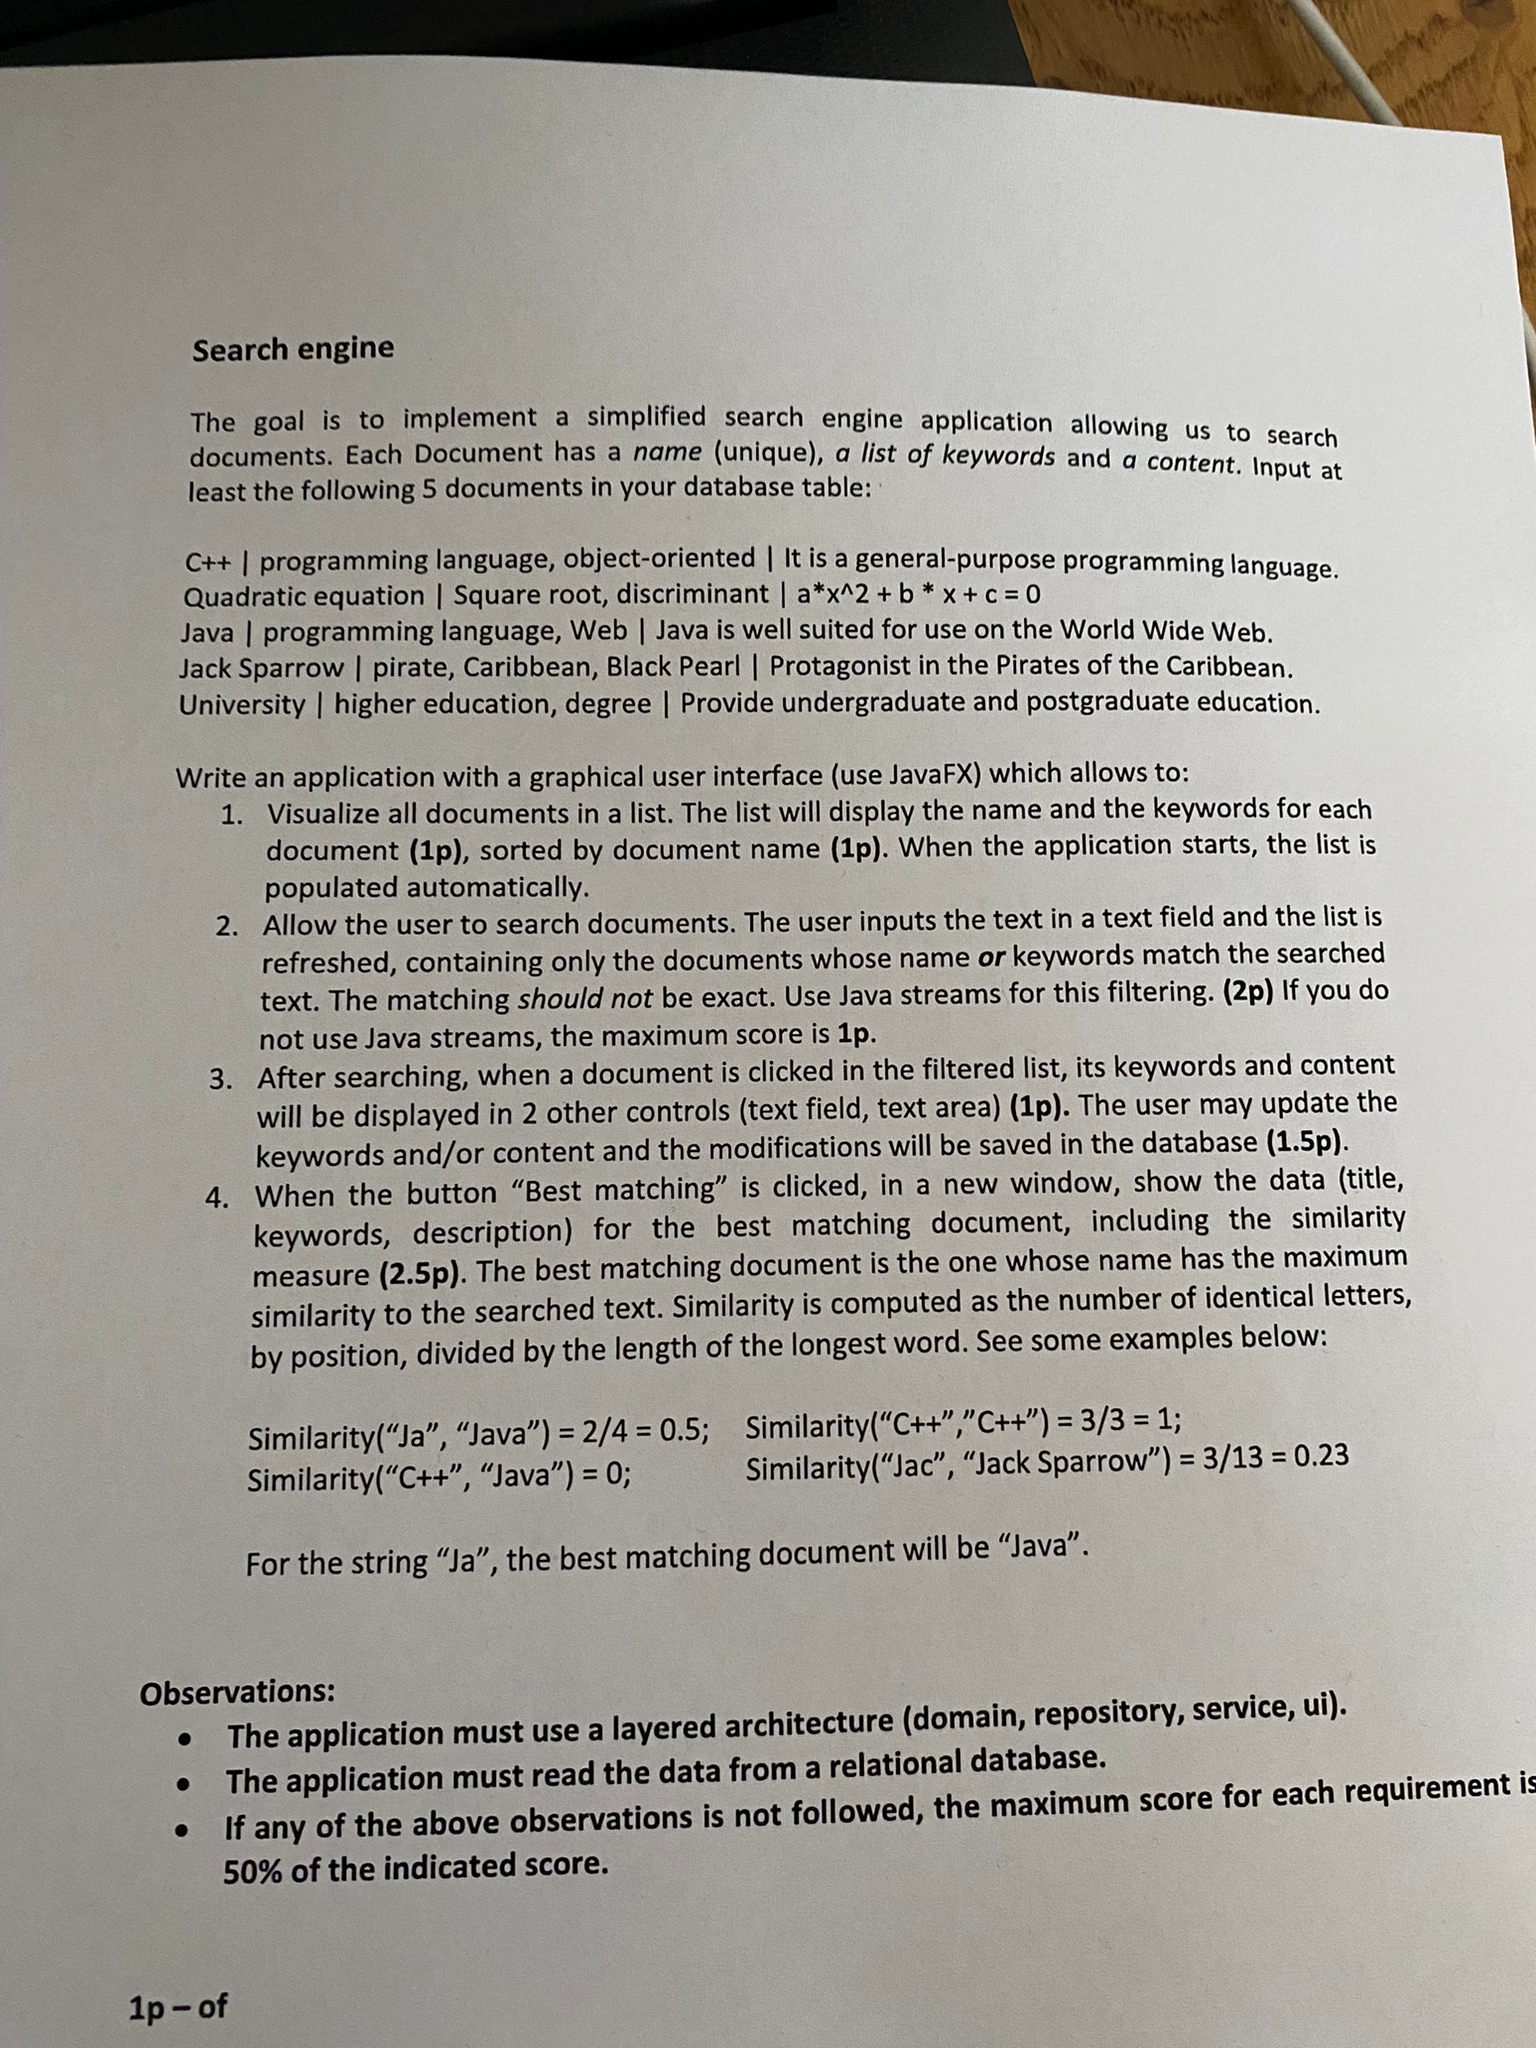 Search engine
The goal is to implement a simplified search engine application allowing us to search
documents. Each Document has a name (unique), a list of keywords and a content. Input at
least the following 5 documents in your database table:
C++ | programming language, object-oriented | It is a general-purpose programming language.
Quadratic equation | Square root, discriminant | a*x^2 + b * x + c = 0
Java | programming language, Web | Java is well suited for use on the World Wide Web.
Jack Sparrow | pirate, Caribbean, Black Pearl | Protagonist in the Pirates of the Caribbean.
University | higher education, degree | Provide undergraduate and postgraduate education.
Write an application with a graphical user interface (use JavaFX) which allows to:
1. Visualize all documents in a list. The list will display the name and the keywords for each
document (1p), sorted by document name (1p). When the application starts, the list is
populated automatically.
2. Allow the user to search documents. The user inputs the text in a text field and the list is
refreshed, containing only the documents whose name or keywords match the searched
text. The matching should not be exact. Use Java streams for this filtering. (2p) If you do
not use Java streams, the maximum score is 1p.
3. After searching, when a document is clicked in the filtered list, its keywords and content
will be displayed in 2 other controls (text field, text area) (1p). The user may update the
keywords and/or content and the modifications will be saved in the database (1.5p).
4. When the button “Best matching” is clicked, in a new window, show the data (title,
keywords, description) for the best matching document, including the similarity
measure (2.5p). The best matching document is the one whose name has the maximum
similarity to the searched text. Similarity is computed as the number of identical letters,
by position, divided by the length of the longest word. See some examples below:
Similarity(“Ja”, “Java”) = 2/4 = 0.5; Similarity(“C++”,”C++”) = 3/3 = 1;
Similarity(“C++”, “Java”) = 0; Similarity(“Jac”, “Jack Sparrow”) = 3/13 = 0.23
For the string “Ja”, the best matching document will be “Java”.
Observations:
• The application must use a layered architecture (domain, repository, service, ui).
• The application must read the data from a relational database.
• If any of the above observations is not followed, the maximum score for each requirement is
50% of the indicated score.
1p – of